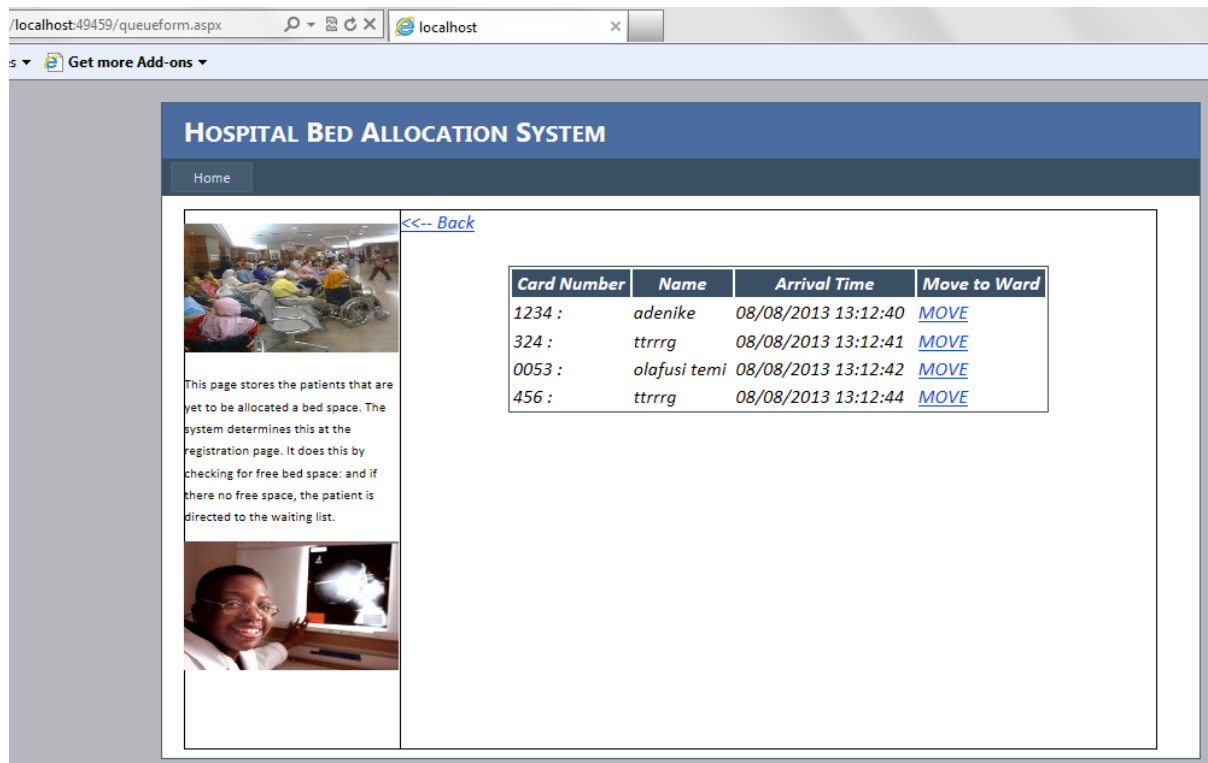 /localhost:49459/queueform.aspx
localhost
Get more Add-ons
HOSPITAL BED ALLOCATION SYSTEM
Home
<<-- Back
Card Number Name Arrival Time Move to Ward
1234 : adenike 08/08/2013 13:12:40 MOVE
324 : ttrrrg 08/08/2013 13:12:41 MOVE
0053 : olafusi temi 08/08/2013 13:12:42 MOVE
456 : ttrrrg 08/08/2013 13:12:44 MOVE
This page stores the patients that are
yet to be allocated a bed space. The
system determines this at the
registration page. It does this by
checking for free bed space: and if
there no free space, the patient is
directed to the waiting list.